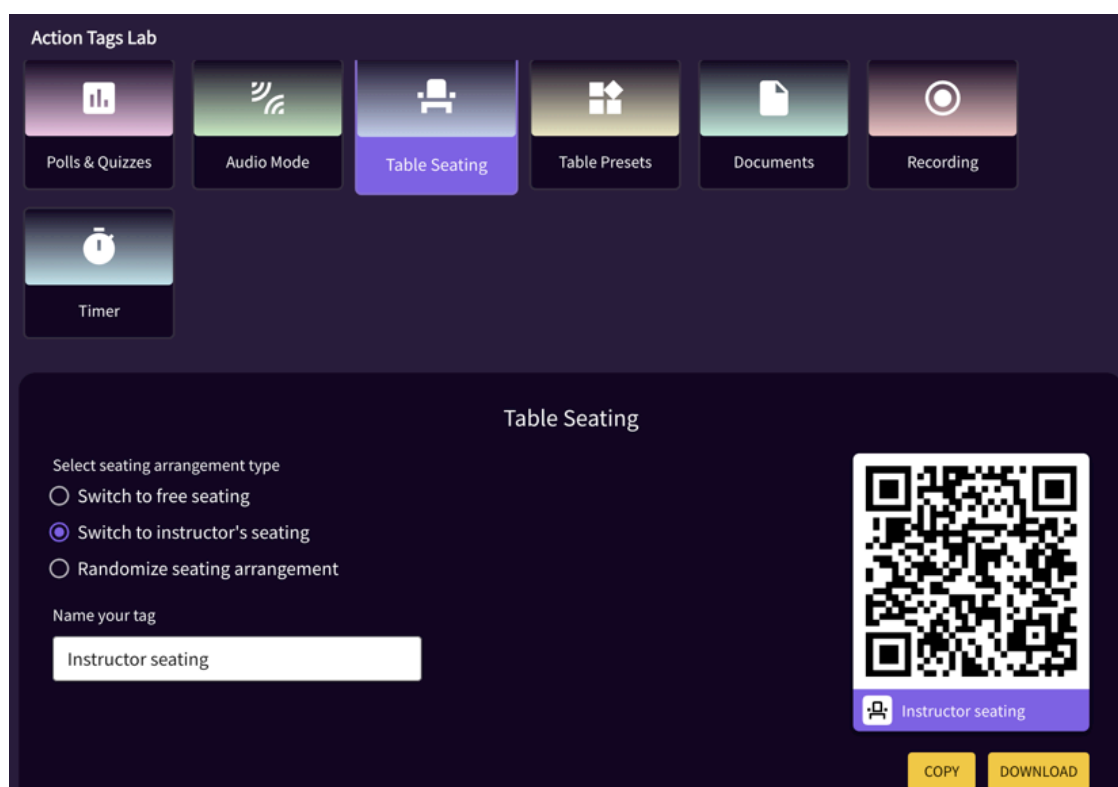 Action Tags Lab
Polls & Quizzes
Audio Mode
Table Seating
Table Presets
Documents
Recording
Timer
Table Seating
Select seating arrangement type
Switch to free seating
Switch to instructor's seating
Randomize seating arrangement
Name your tag
Instructor seating
Instructor seating
COPY
DOWNLOAD